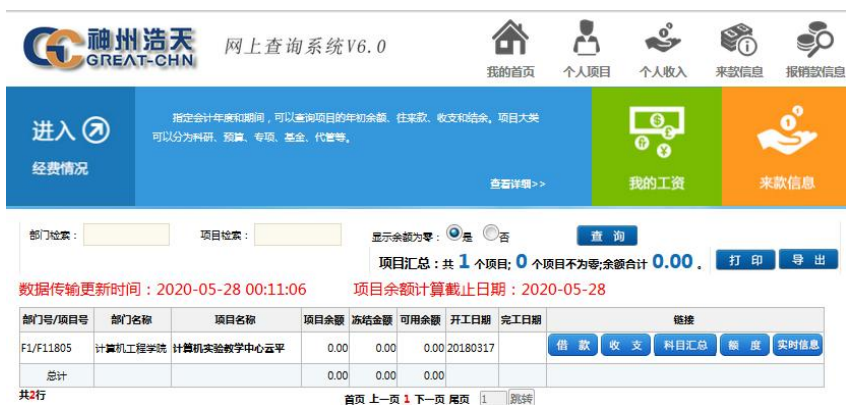 神州浩天
GREAT-CHN
网上查询系统V6.0
我的首页 个人项目 个人收入 来款信息 报销款信息
进入
经费情况
指定会计年度和期间，可以查询项目的年初余额、往来款、收支和结余。项目大类
可以分为科研、预算、专项、基金、代管等。
查看详细>>
我的工资
来款信息
部门检索： 项目检索： 显示余额为零： 是 否 查 询
项目汇总：共 1 个项目; 0 个项目不为零;余额合计 0.00 。 打 印 导 出
数据传输更新时间：2020-05-28 00:11:06 项目余额计算截止日期：2020-05-28
部门号/项目号 部门名称 项目名称 项目余额 冻结金额 可用余额 开工日期 完工日期 链接
F1/F11805 计算机工程学院 计算机实验教学中心云平 0.00 0.00 0.00 20180317 借 款 收 支 科目汇总 额 度 实时信息
总计 0.00 0.00 0.00
共2行 首页 上一页 1 下一页 尾页 1 跳转